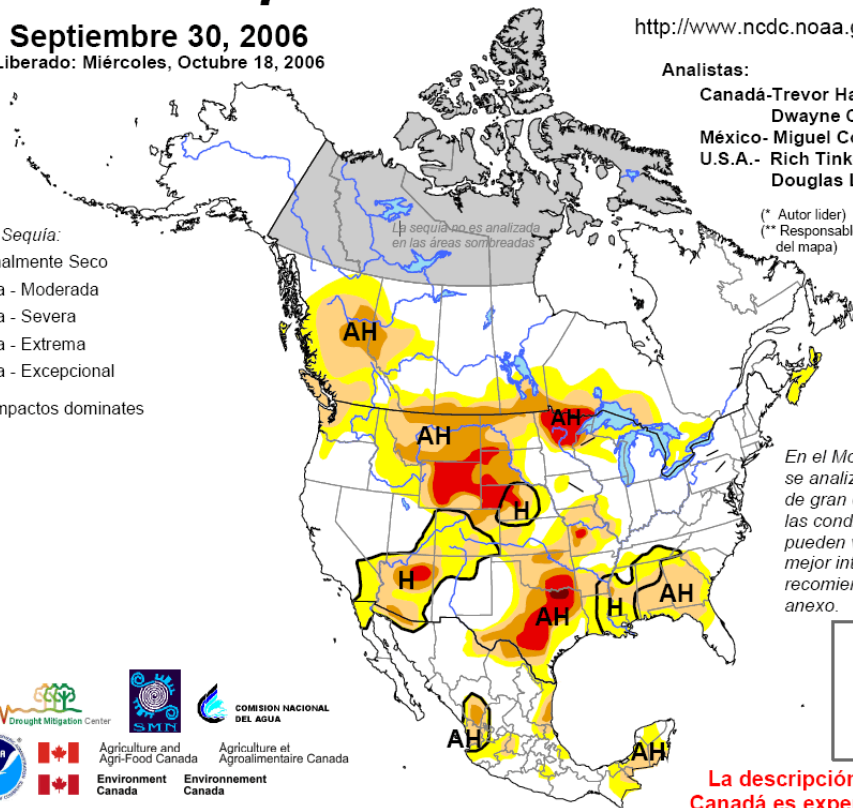 Septiembre 30, 2006
Liberado: Miércoles, Octubre 18, 2006
http://www.ncdc.noaa.g
Analistas:
Canadá-Trevor Ha
Dwayne C
México- Miguel Co
U.S.A.- Rich Tink
Douglas L
(* Autor lider)
(** Responsabl
del mapa)
La sequía no es analizada
en las áreas sombreadas
Sequía:
nalmente Seco
a - Moderada
a - Severa
a - Extrema
a - Excepcional
mpactos dominates
AH
AH
AH
H
H
AH
H
AH
AH
AH
En el Mo
se analiz
de gran
las cond
pueden v
mejor int
recomien
anexo.
Drought Mitigation Center
SMN
COMISION NACIONAL
DEL AGUA
Agriculture and
Agri-Food Canada
Agriculture et
Agroalimentaire Canada
Environment
Canada
Environnement
Canada
La descripción
Canadá es expe